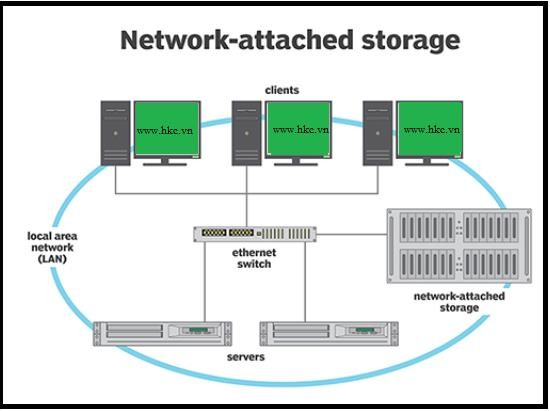 Network-attached storage
clients
www.hkc.vn
www.hkc.vn
www.hkc.vn
local area
network
(LAN)
ethernet
switch
network-attached
storage
servers